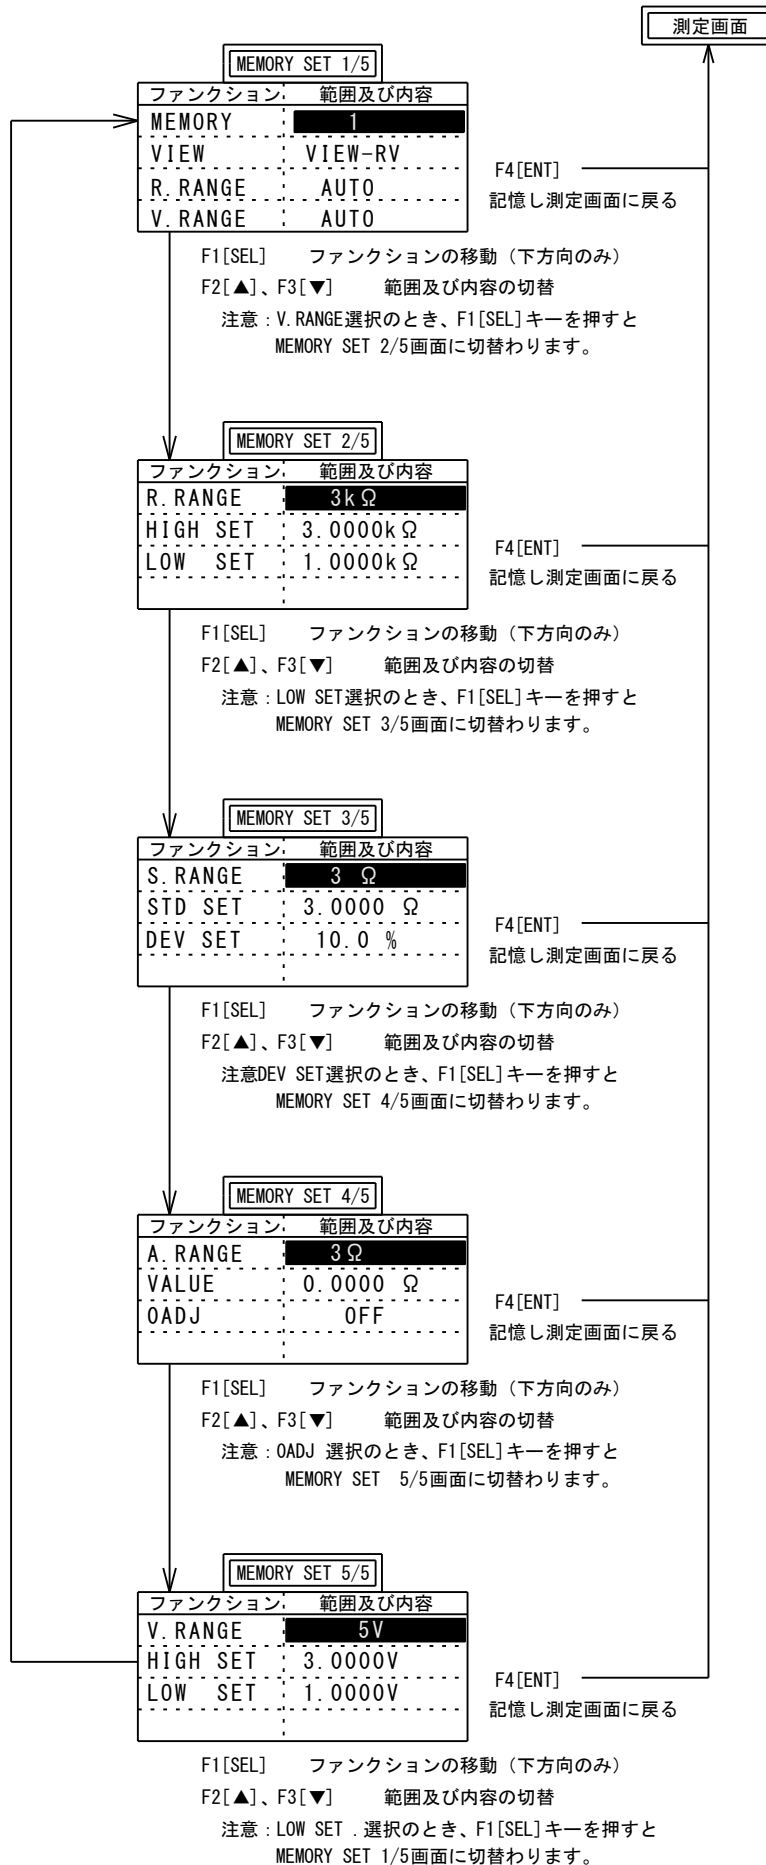 測定画面
MEMORY SET 1/5
ファンクション 範囲及び内容
MEMORY 1
VIEW VIEW-RV
R.RANGE AUTO
V.RANGE AUTO
F4[ENT]
記憶し測定画面に戻る
F1[SEL] ファンクションの移動（下方向のみ）
F2[▲]、F3[▼] 範囲及び内容の切替
注意：V.RANGE選択のとき、F1[SEL]キーを押すと
MEMORY SET 2/5画面に切替わります。
MEMORY SET 2/5
ファンクション 範囲及び内容
R.RANGE 3kΩ
HIGH SET 3.0000kΩ
LOW SET 1.0000kΩ
F4[ENT]
記憶し測定画面に戻る
F1[SEL] ファンクションの移動（下方向のみ）
F2[▲]、F3[▼] 範囲及び内容の切替
注意：LOW SET選択のとき、F1[SEL]キーを押すと
MEMORY SET 3/5画面に切替わります。
MEMORY SET 3/5
ファンクション 範囲及び内容
S.RANGE 3 Ω
STD SET 3.0000 Ω
DEV SET 10.0 %
F4[ENT]
記憶し測定画面に戻る
F1[SEL] ファンクションの移動（下方向のみ）
F2[▲]、F3[▼] 範囲及び内容の切替
注意DEV SET選択のとき、F1[SEL]キーを押すと
MEMORY SET 4/5画面に切替わります。
MEMORY SET 4/5
ファンクション 範囲及び内容
A.RANGE 3Ω
VALUE 0.0000 Ω
0ADJ OFF
F4[ENT]
記憶し測定画面に戻る
F1[SEL] ファンクションの移動（下方向のみ）
F2[▲]、F3[▼] 範囲及び内容の切替
注意：0ADJ 選択のとき、F1[SEL]キーを押すと
MEMORY SET 5/5画面に切替わります。
MEMORY SET 5/5
ファンクション 範囲及び内容
V.RANGE 5V
HIGH SET 3.0000V
LOW SET 1.0000V
F4[ENT]
記憶し測定画面に戻る
F1[SEL] ファンクションの移動（下方向のみ）
F2[▲]、F3[▼] 範囲及び内容の切替
注意：LOW SET .選択のとき、F1[SEL]キーを押すと
MEMORY SET 1/5画面に切替わります。